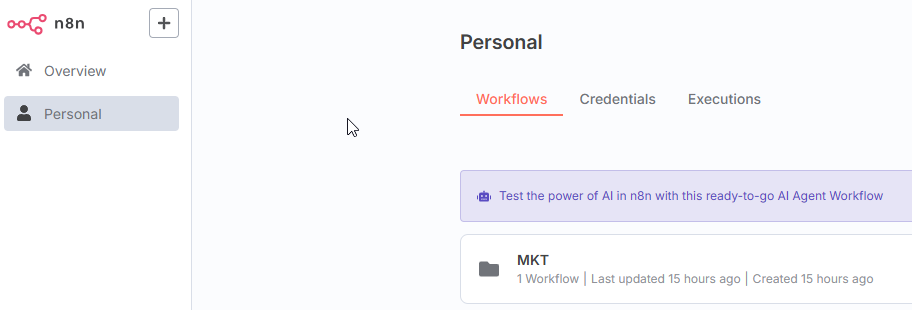 n8n
Overview
Personal
Personal
Workflows Credentials Executions
Test the power of AI in n8n with this ready-to-go AI Agent Workflow
MKT
1 Workflow | Last updated 15 hours ago | Created 15 hours ago